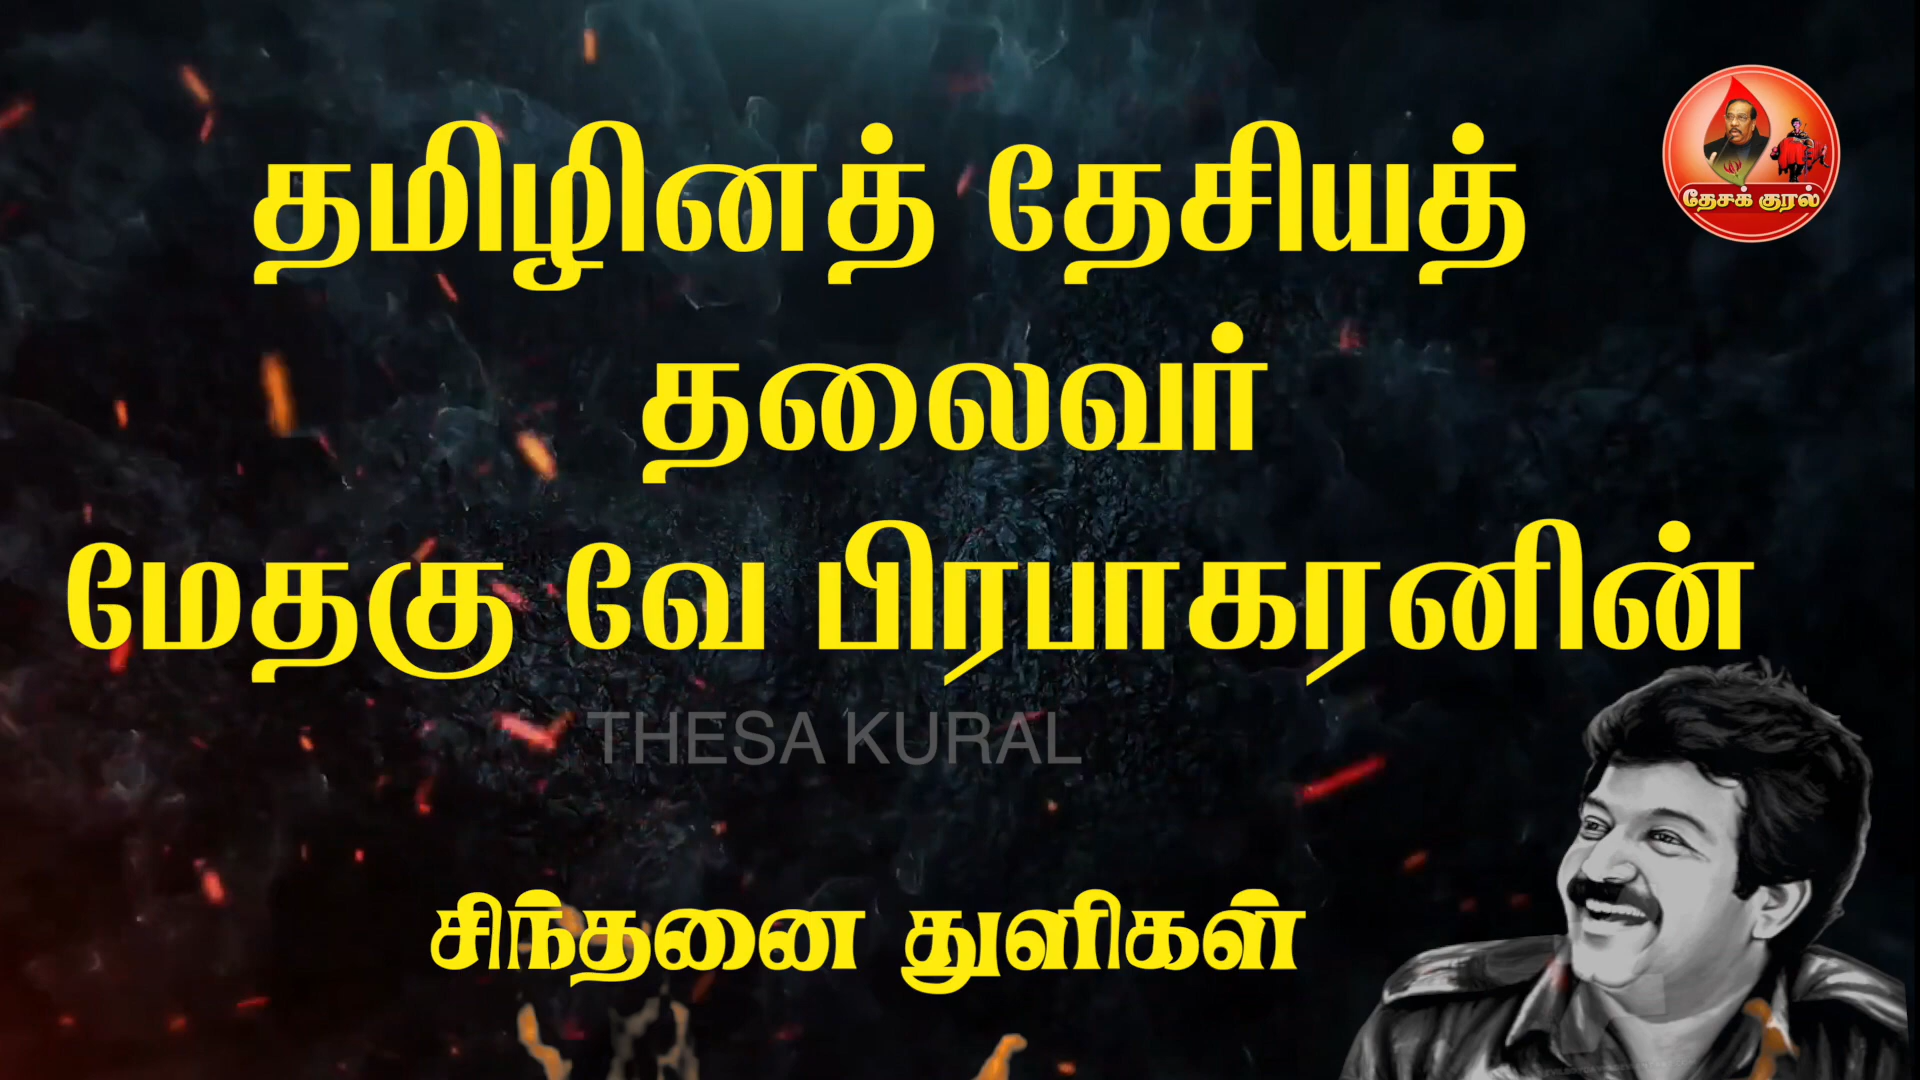 தமிழினத் தேசியத்
தேசக் குரல்
தலைவர்
மேதகு வே பிரபாகரனின்
THESA KURAL
சிந்தனை துளிகள்